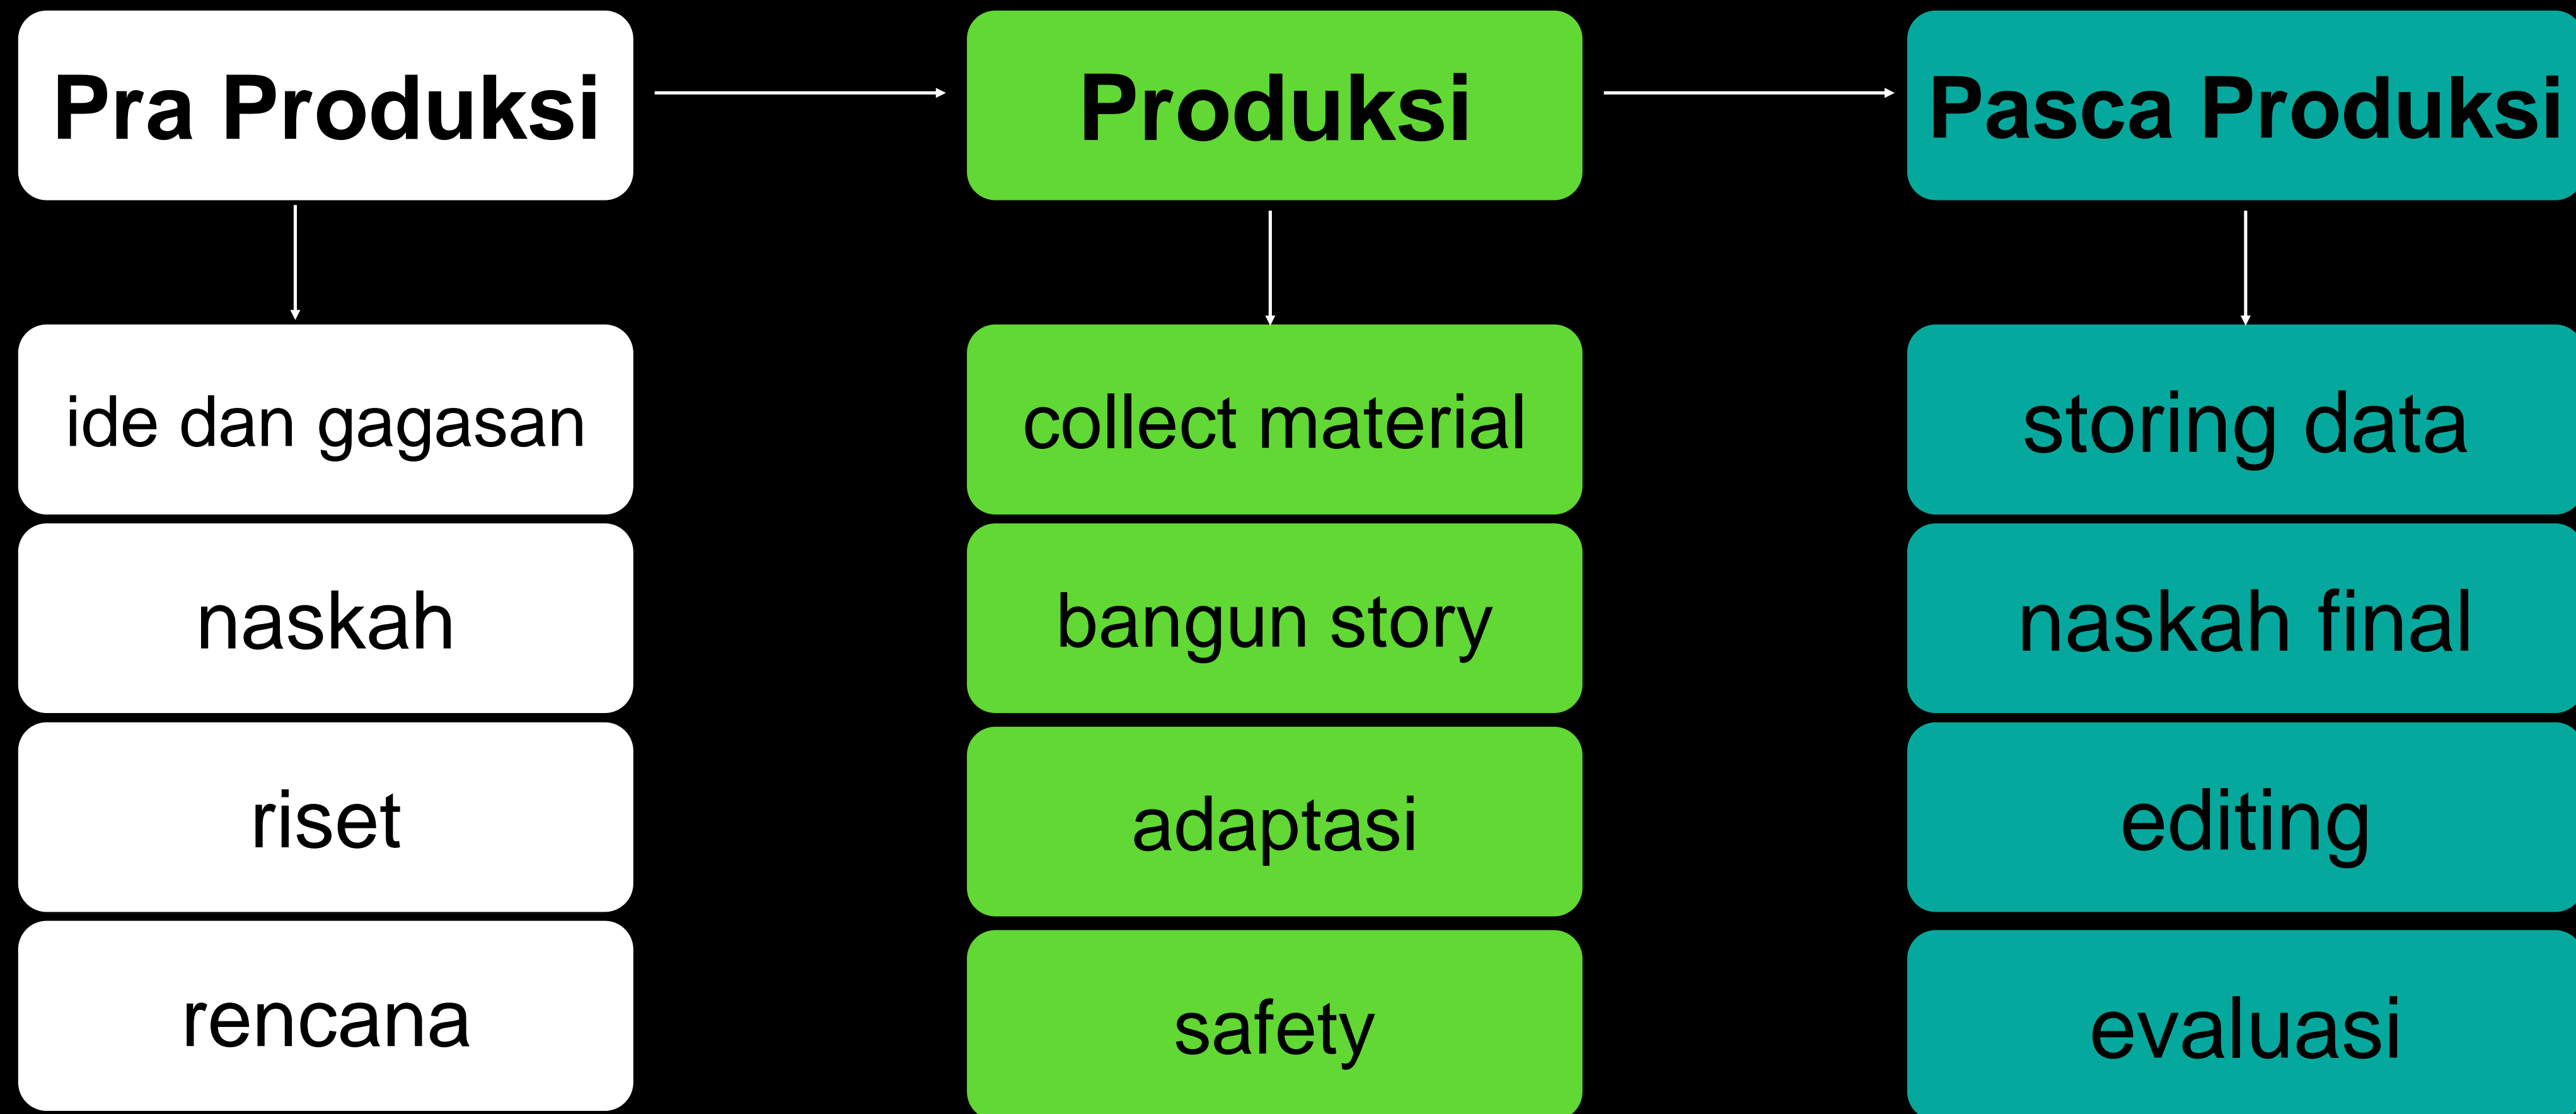 Pra Produksi
Produksi
Pasca Produksi
ide dan gagasan
collect material
storing data
naskah
bangun story
naskah final
riset
adaptasi
editing
rencana
safety
evaluasi